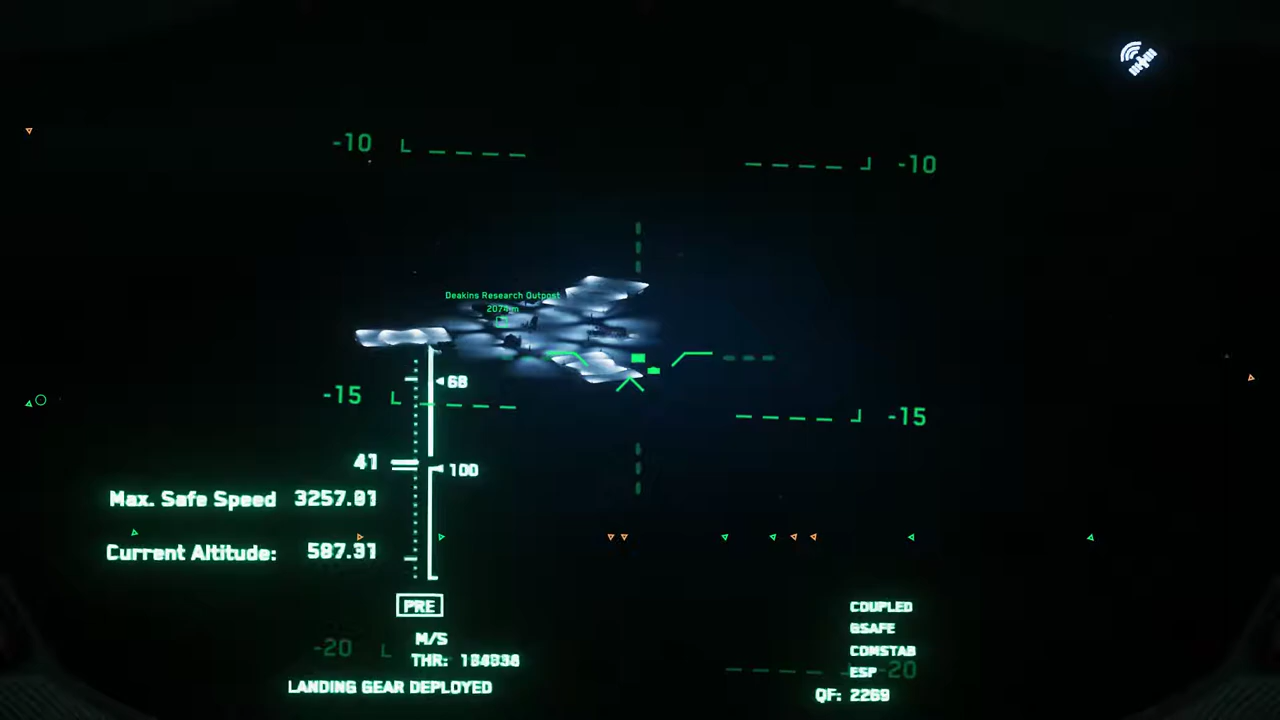 -10
-10
Deakins Research Outpost
2074 m
68
-15
-15
41
100
Max. Safe Speed 3257.01
Current Altitude: 587.31
PRE
COUPLED
GSAFE
M/S
-20
COMSTAB
THR:
ESP
-20
LANDING GEAR DEPLOYED
QF: 2269